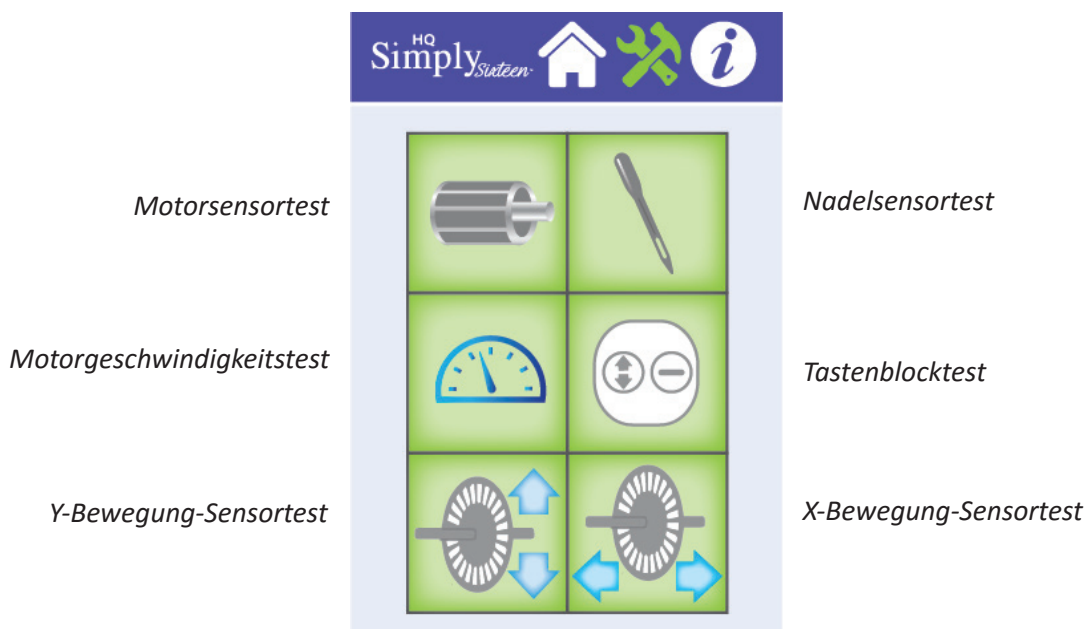 HQ
Simply Sixteen
Motorsensortest
Nadelsensortest
Motorgeschwindigkeitstest
Tastenblocktest
Y-Bewegung-Sensortest
X-Bewegung-Sensortest